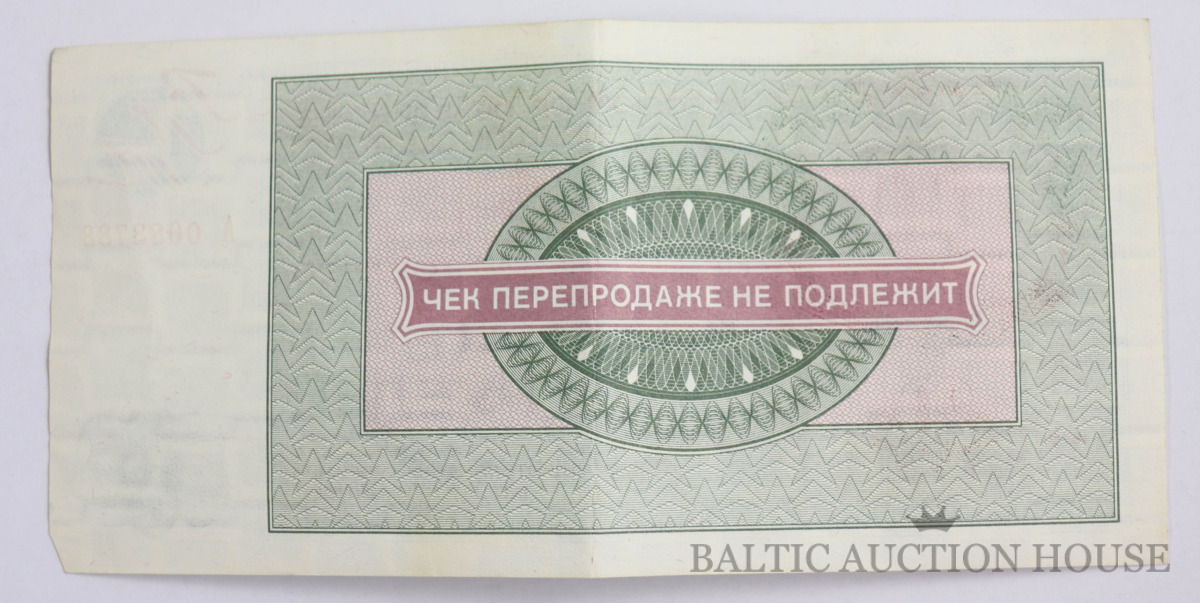 ЧЕК ПЕРЕПРОДАЖЕ НЕ ПОДЛЕЖИТ
BALTIC AUCTION HOUSE